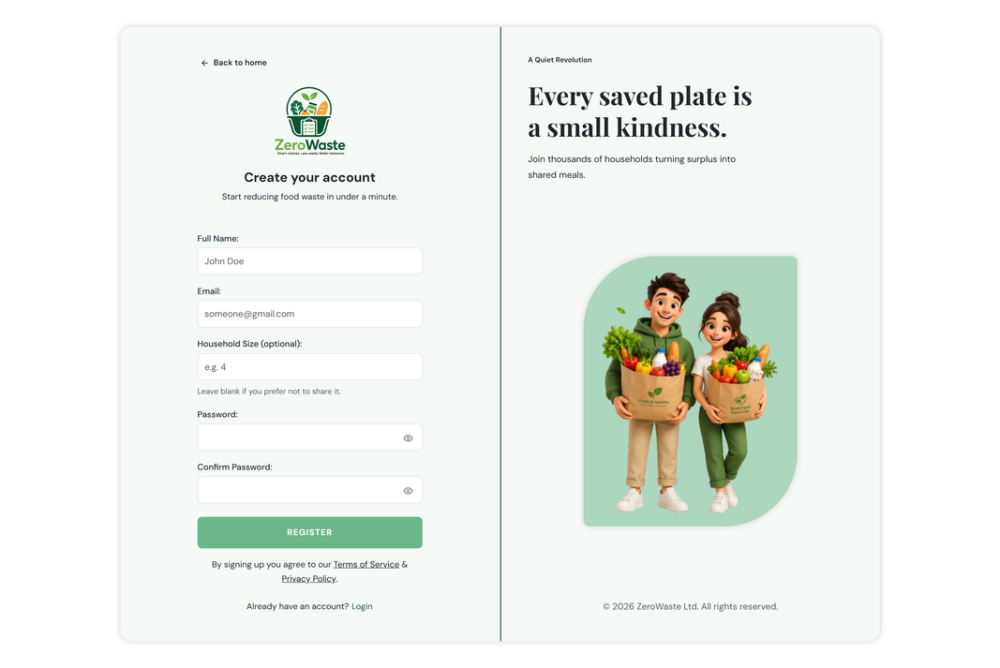 Back to home
ZeroWaste
Smart choices. Less waste. Better tomorrow.
Create your account
Start reducing food waste in under a minute.
Full Name:
John Doe
Email:
someone@gmail.com
Household Size (optional):
e.g. 4
Leave blank if you prefer not to share it.
Password:
Confirm Password:
REGISTER
By signing up you agree to our Terms of Service &
Privacy Policy.
Already have an account? Login
A Quiet Revolution
Every saved plate is
a small kindness.
Join thousands of households turning surplus into
shared meals.
Fresh & Healthy
© 2026 ZeroWaste Ltd. All rights reserved.